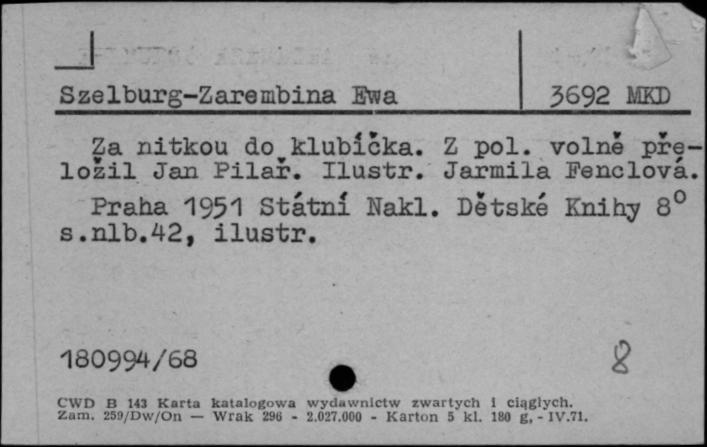 Szelburg-Zarembina Ewa 3692 MKD
Za nitkou do klubíčka. Z pol. volně pře-
ložil Jan Pilař. Ilustr. Jarmila Fenclová.
Praha 1951 Státní Nakl. Dětské Knihy 8°
s.nlb.42, ilustr.
180994/68 8
CWD B 143 Karta katalogowa wydawnictw zwartych i ciągłych.
Zam. 259/Dw/On — Wrak 296 - 2.027.000 - Karton 5 kl. 180 g, - IV.71.